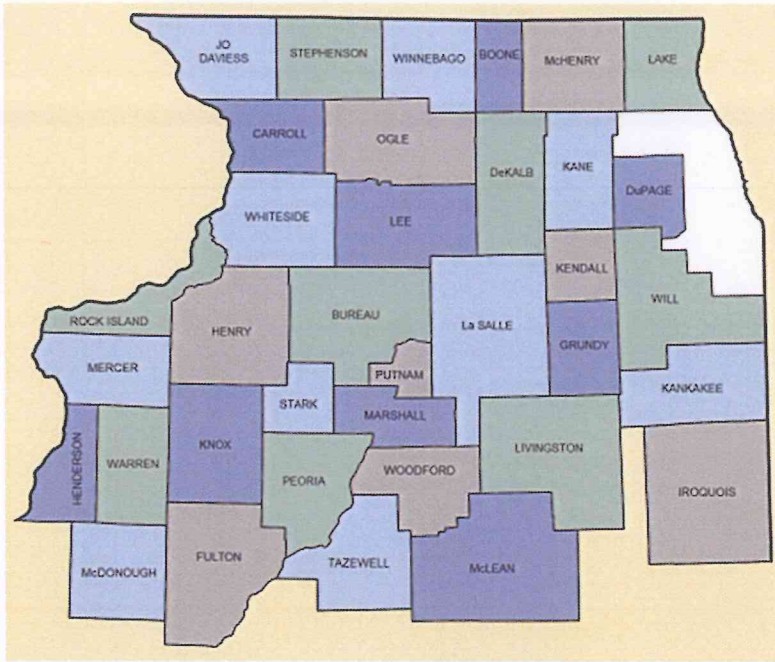 JO
DAVIESS
STEPHENSON
WINNEBAGO
BOONE
McHENRY
LAKE
CARROLL
OGLE
DeKALB
KANE
DuPAGE
WHITESIDE
LEE
KENDALL
ROCK ISLAND
HENRY
BUREAU
La SALLE
WILL
GRUNDY
MERCER
PUTNAM
KANKAKEE
STARK
MARSHALL
HENDERSON
WARREN
KNOX
PEORIA
WOODFORD
LIVINGSTON
IROQUOIS
McDONOUGH
FULTON
TAZEWELL
McLEAN